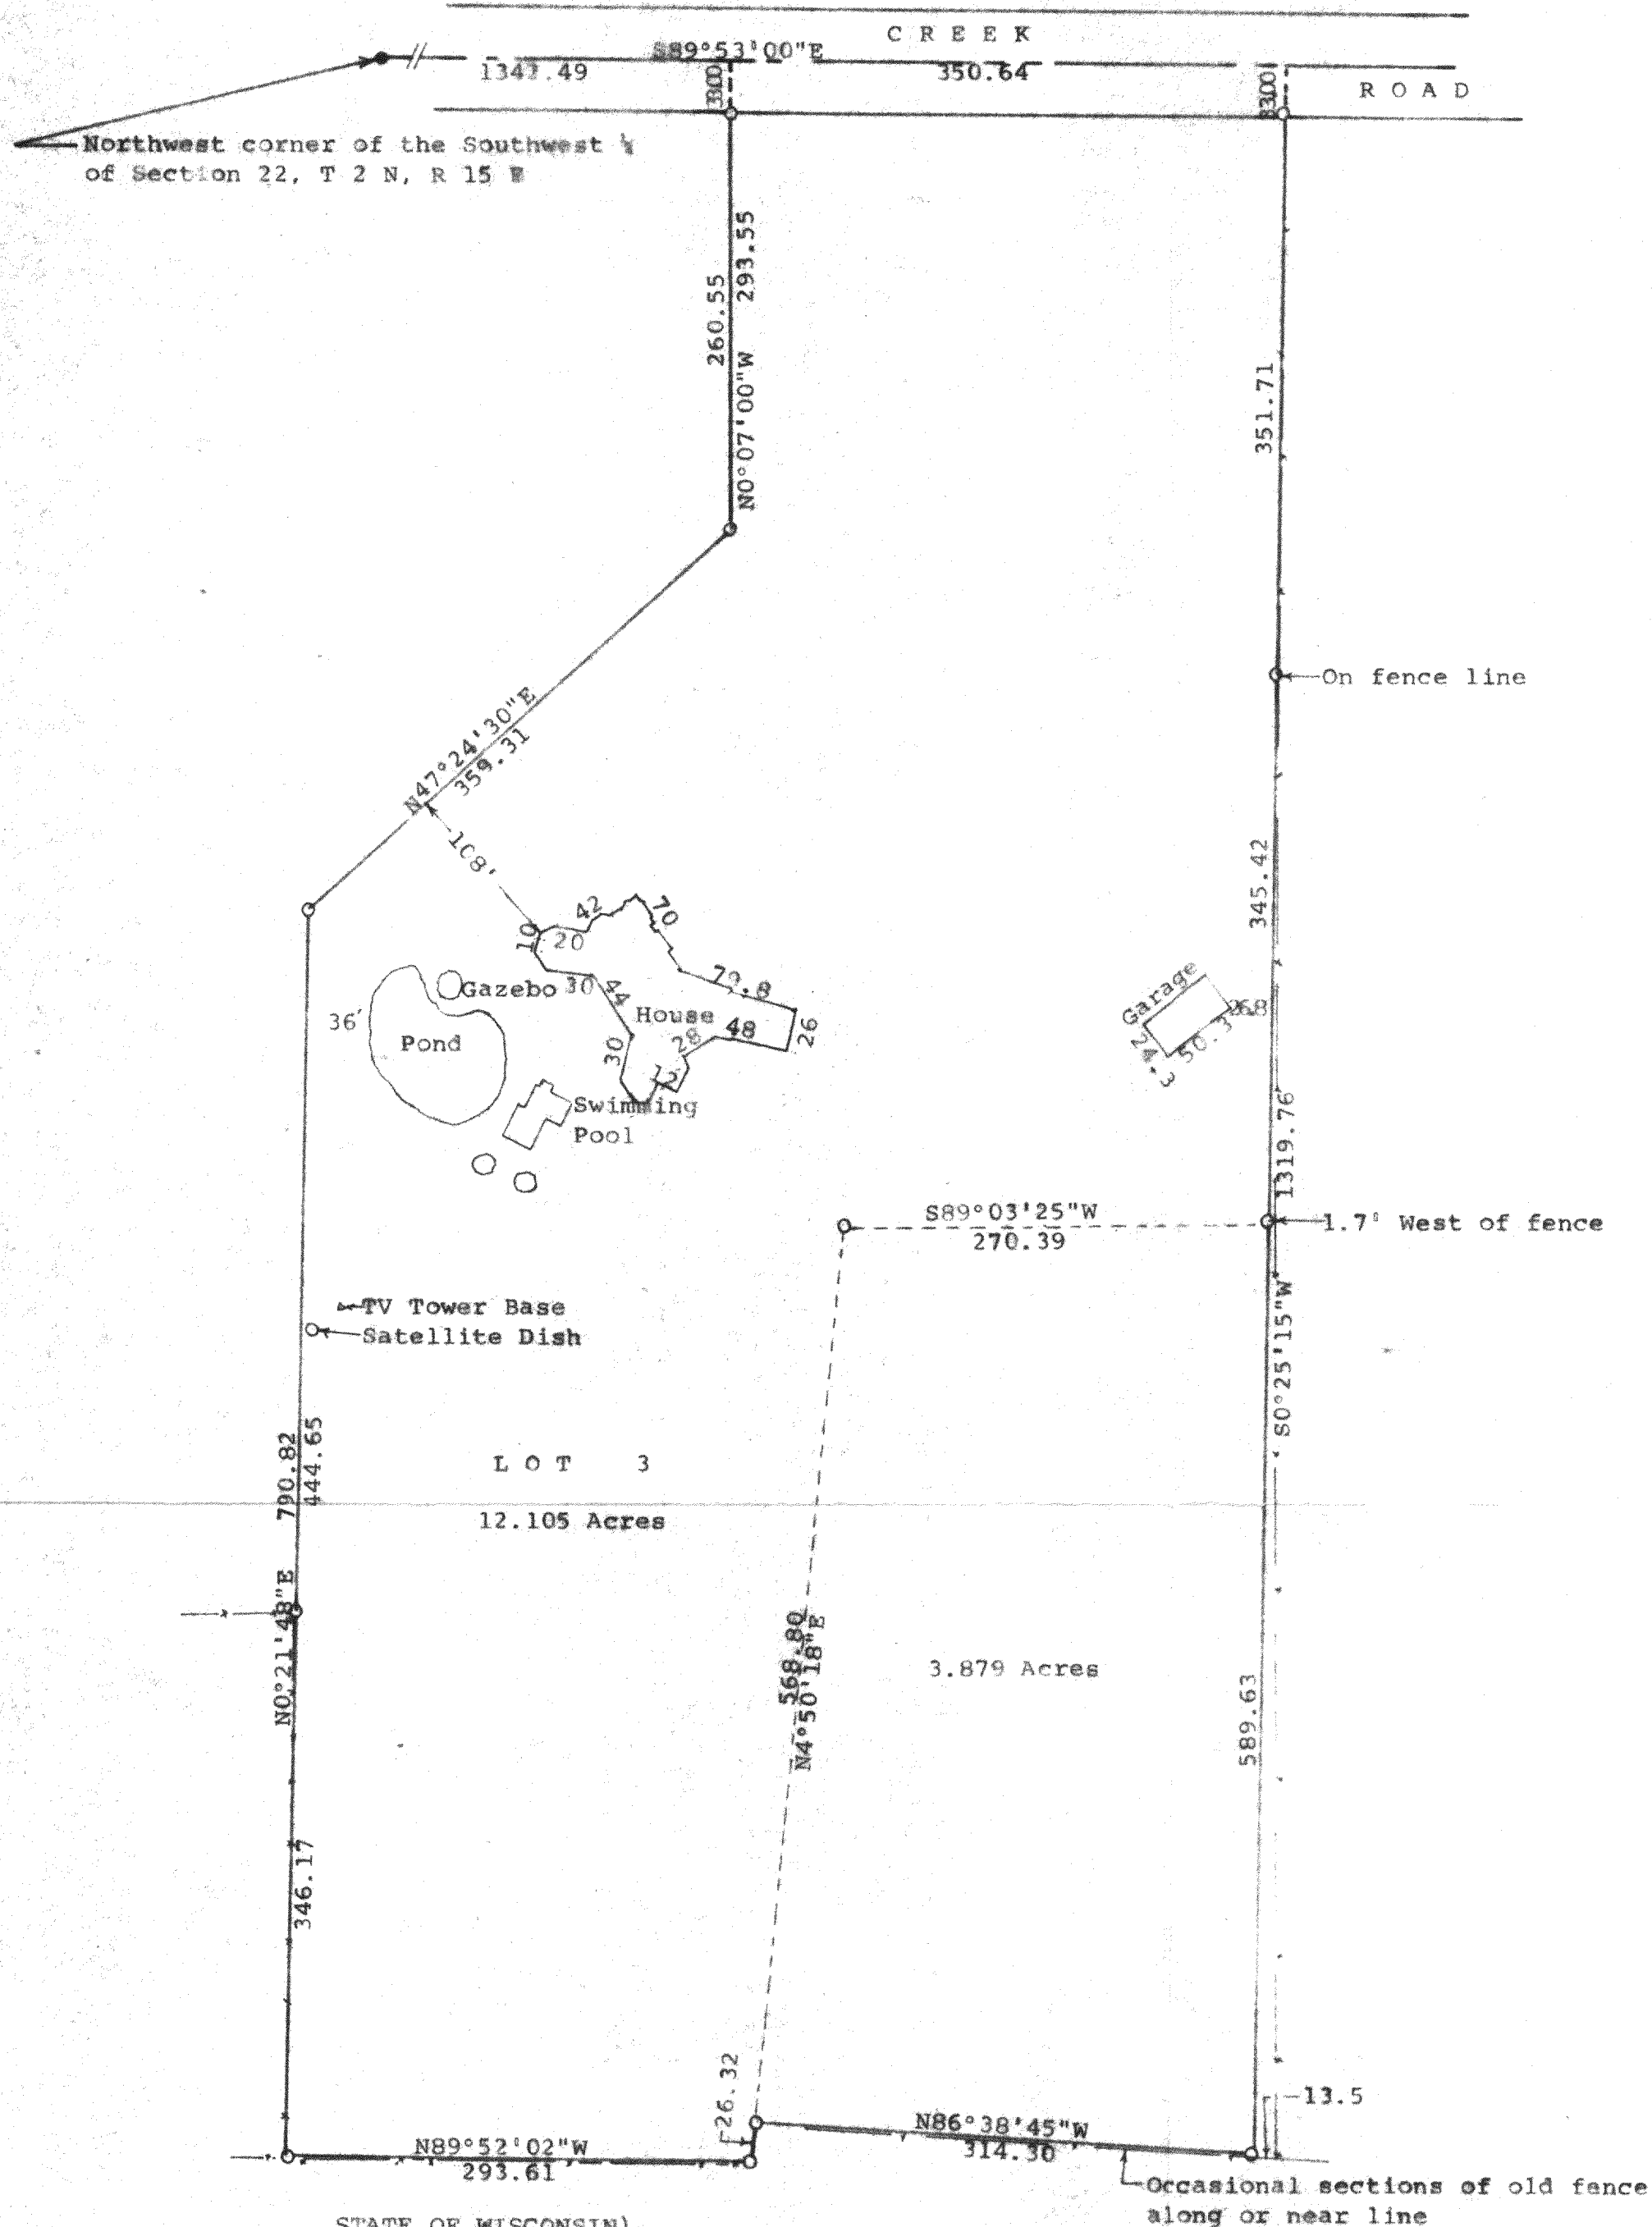 CREEK
S89°53'00"E
350.64
33.00
33.00
ROAD
Northwest corner of the Southwest ¼
of Section 22, T 2 N, R 15
293.55
260.55
N0°07'00"W
351.71
On fence line
N47°24'30"E
359.31
108'
345.42
42
70
10
20
Gazebo
30
44
79.8
House
48
26
28
30
12
36'
Pond
Garage
24.3
50.3
Swimming
Pool
1319.76
S89°03'25"W
270.39
1.7' West of fence
TV Tower Base
Satellite Dish
S0°25'15"W
790.82
444.65
LOT 3
12.105 Acres
N0°21'48"E
568.80
N4°50'18"E
3.879 Acres
589.63
346.17
26.32
13.5
N86°38'45"W
314.30
N89°52'02"W
293.61
Occasional sections of old fence
along or near line
STATE OF WISCONSIN)